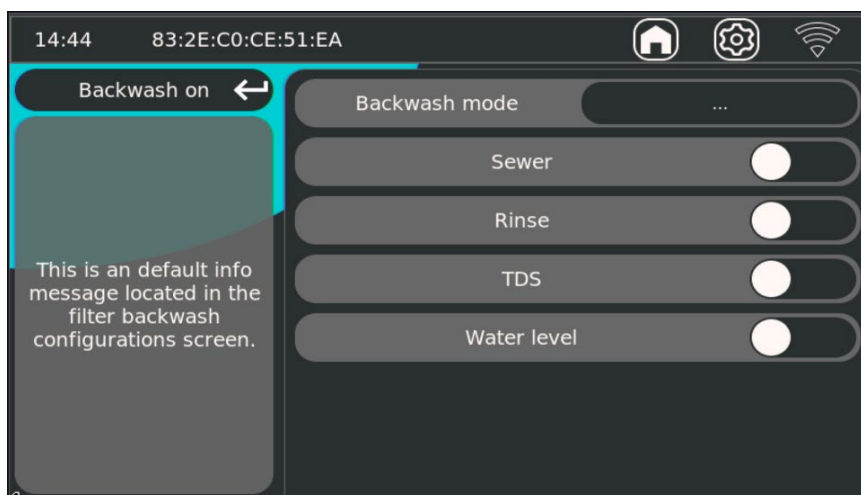 14:44 83:2E:C0:CE:51:EA
Backwash on
This is an default info
message located in the
filter backwash
configurations screen.
Backwash mode ...
Sewer
Rinse
TDS
Water level